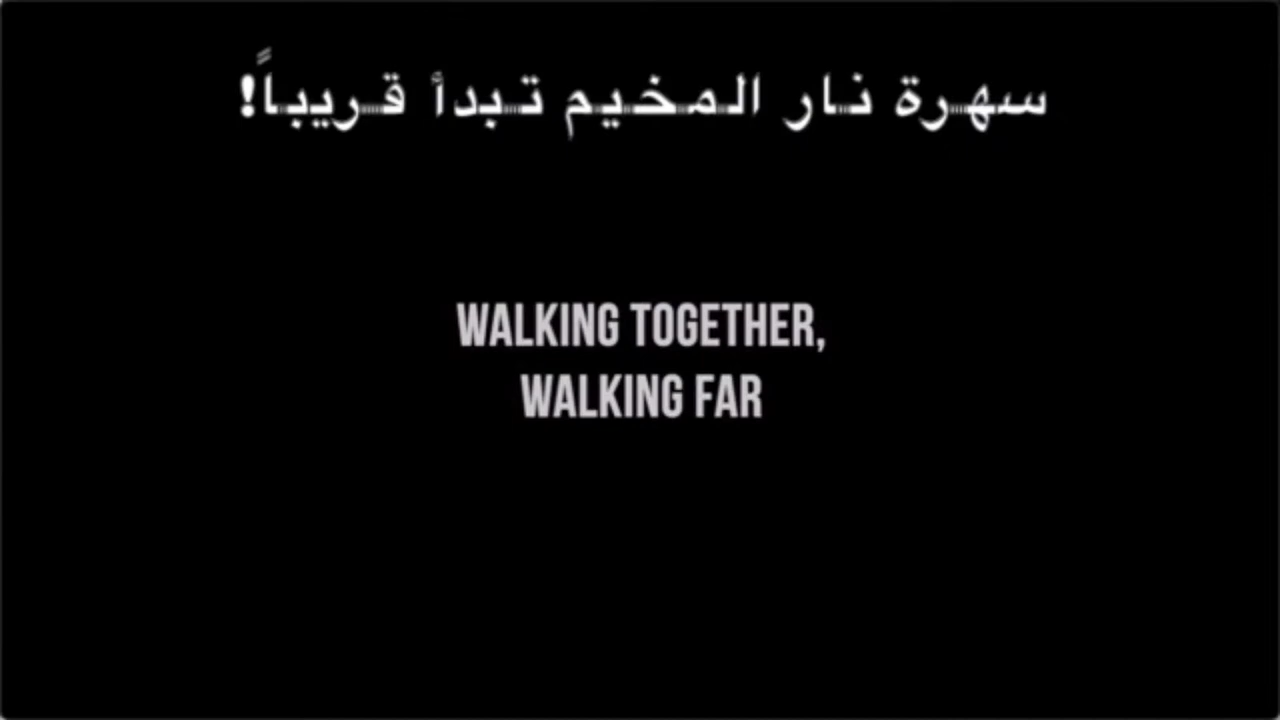 سهرة نار المخيم تبدأ قريباً!
WALKING TOGETHER,
WALKING FAR